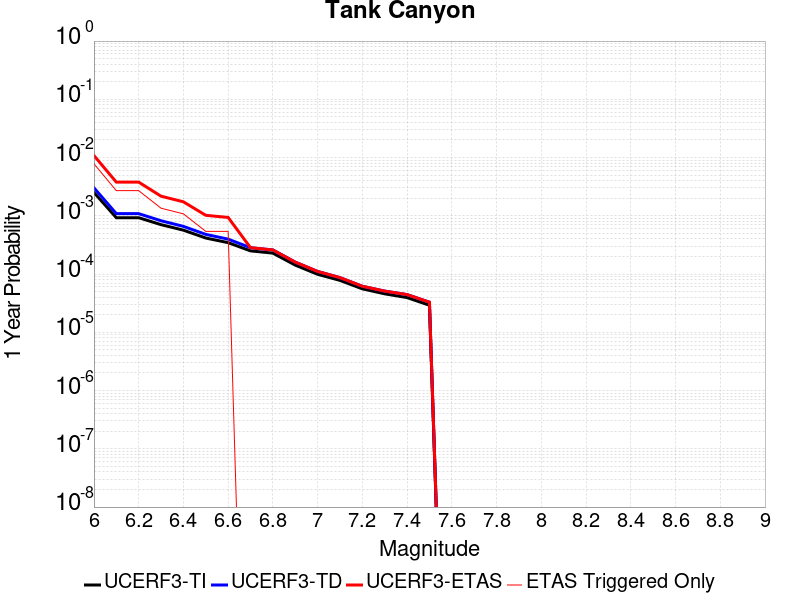 Tank Canyon
10^0
10^-1
10^-2
10^-3
10^-4
10^-5
10^-6
10^-7
10^-8
1 Year Probability
6 6.2 6.4 6.6 6.8 7 7.2 7.4 7.6 7.8 8 8.2 8.4 8.6 8.8 9
Magnitude
UCERF3-TI UCERF3-TD UCERF3-ETAS ETAS Triggered Only